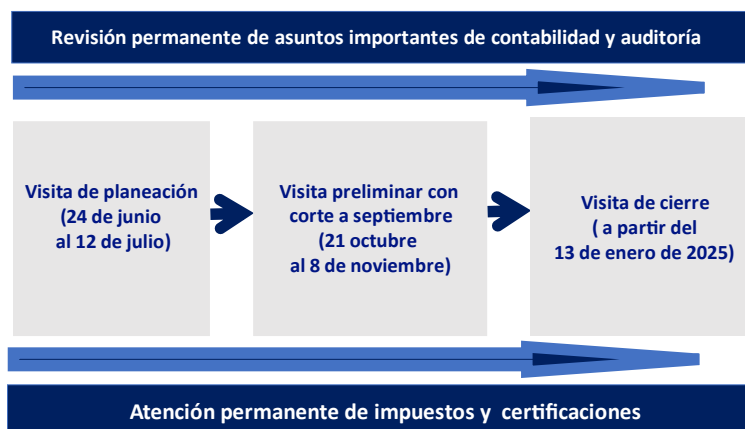 Revisión permanente de asuntos importantes de contabilidad y auditoría
Visita de planeación
(24 de junio
al 12 de julio)
Visita preliminar con
corte a septiembre
(21 octubre
al 8 de noviembre)
Visita de cierre
( a partir del
13 de enero de 2025)
Atención permanente de impuestos y certificaciones